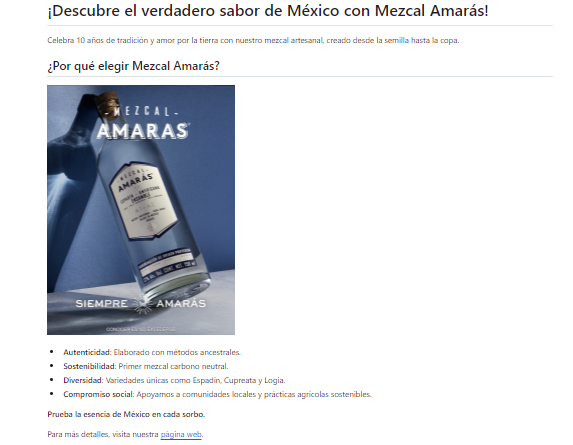 ¡Descubre el verdadero sabor de México con Mezcal Amarás!
Celebra 10 años de tradición y amor por la tierra con nuestro mezcal artesanal, creado desde la semilla hasta la copa.
¿Por qué elegir Mezcal Amarás?
-MEZCAL-
AMARAS
MEZCAL
AMARÁS
SIEMPRE AMARÁS
• Autenticidad: Elaborado con métodos ancestrales.
• Sostenibilidad: Primer mezcal carbono neutral.
• Diversidad: Variedades únicas como Espadín, Cupreata y Logia.
• Compromiso social: Apoyamos a comunidades locales y prácticas agrícolas sostenibles.
Prueba la esencia de México en cada sorbo.
Para más detalles, visita nuestra página web.